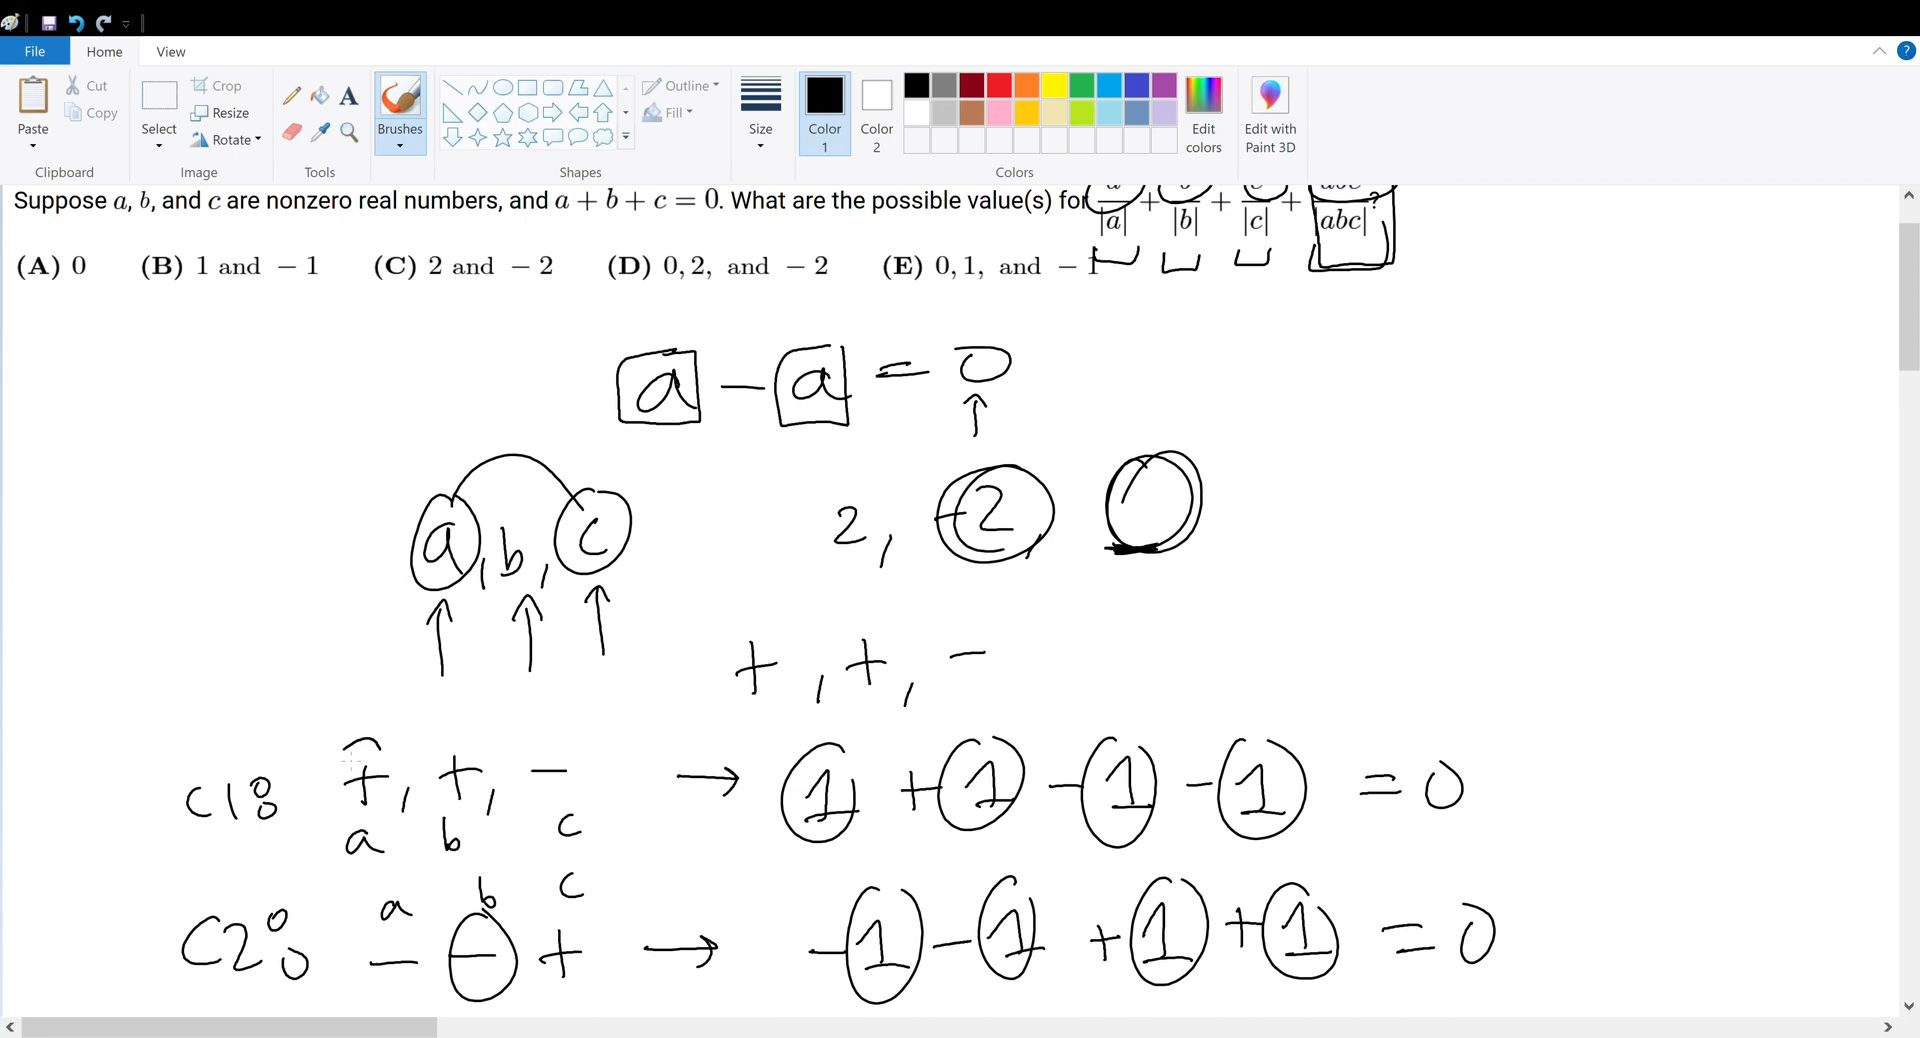 File Home View
Cut
Copy
Paste
Clipboard
Crop
Resize
Rotate
Select
Image
A
Tools
Brushes
Outline
Fill
Shapes
Size
Color 1
Color 2
Edit colors
Edit with Paint 3D
Colors
?
Suppose a, b, and c are nonzero real numbers, and a + b + c = 0. What are the possible value(s) for a/|a| + b/|b| + c/|c| + abc/|abc|?
(A) 0 (B) 1 and − 1 (C) 2 and − 2 (D) 0, 2, and − 2 (E) 0, 1, and − 1
a − a = 0
a, b, c
2, −2 0
+, +, −
C1: +, +, − → 1 + 1 − 1 − 1 = 0
a b c
a b c
C2: − − + → −1 − 1 + 1 + 1 = 0